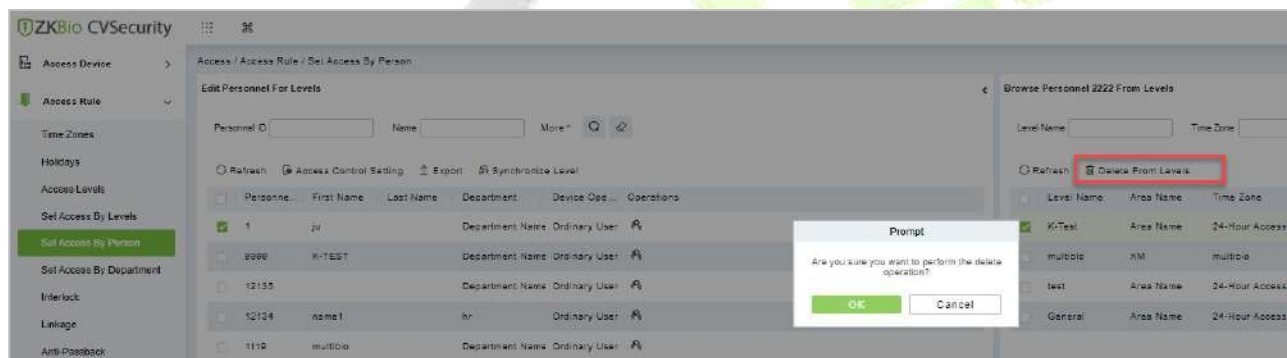 ZKBio CVSecurity
Access Device
Access Rule
Time Zones
Holidays
Access Levels
Set Access By Levels
Set Access By Person
Set Access By Department
Interlock
Linkage
Anti-Passback
Access / Access Rule / Set Access By Person
Edit Personnel For Levels
Personnel ID Name More
Refresh Access Control Setting Export Synchronize Level
Personne... First Name Last Name Department Device Ope... Operations
1 ju Department Name Ordinary User
9999 K-TEST Department Name Ordinary User
12135 Department Name Ordinary User
12134 name1 hr Ordinary User
1119 multibio Department Name Ordinary User
Prompt
Are you sure you want to perform the delete
operation?
OK Cancel
Browse Personnel 2222 From Levels
Level Name Time Zone
Refresh Delete From Levels
Level Name Area Name Time Zone
K-Test Area Name 24-Hour Access
multibio XM multibio
test Area Name 24-Hour Access
General Area Name 24-Hour Access